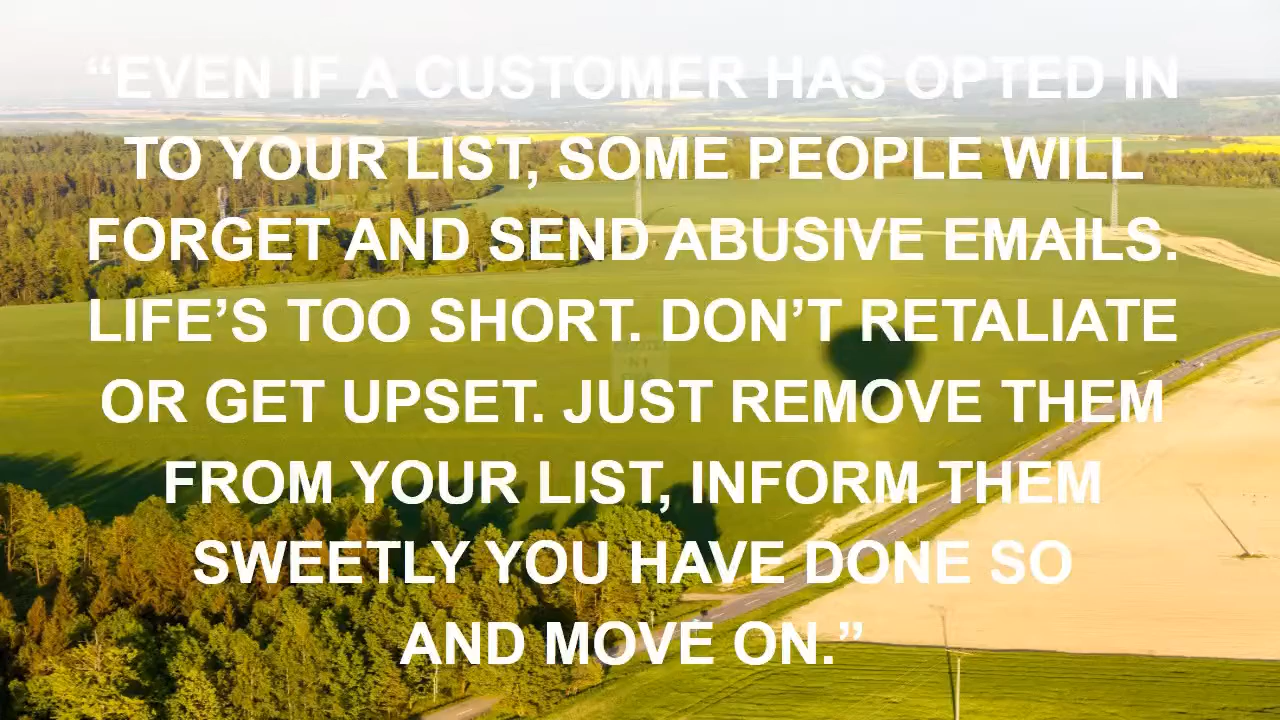 “EVEN IF A CUSTOMER HAS OPTED IN
TO YOUR LIST, SOME PEOPLE WILL
FORGET AND SEND ABUSIVE EMAILS.
LIFE’S TOO SHORT. DON’T RETALIATE
OR GET UPSET. JUST REMOVE THEM
FROM YOUR LIST, INFORM THEM
SWEETLY YOU HAVE DONE SO
AND MOVE ON.”